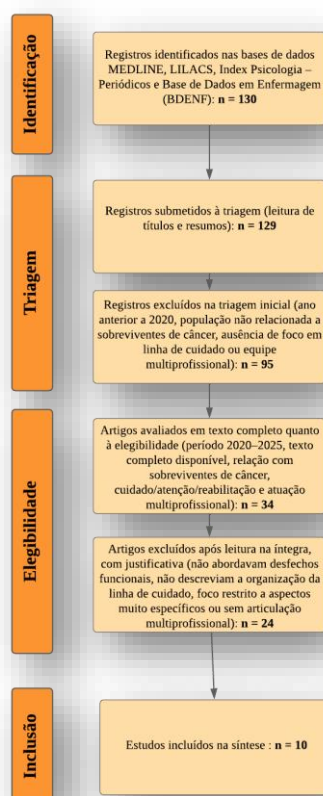 Identificação
Registros identificados nas bases de dados
MEDLINE, LILACS, Index Psicologia –
Periódicos e Base de Dados em Enfermagem
(BDENF): n = 130
Triagem
Registros submetidos à triagem (leitura de
títulos e resumos): n = 129
Registros excluídos na triagem inicial (ano
anterior a 2020, população não relacionada a
sobreviventes de câncer, ausência de foco em
linha de cuidado ou equipe
multiprofissional): n = 95
Elegibilidade
Artigos avaliados em texto completo quanto
à elegibilidade (período 2020–2025, texto
completo disponível, relação com
sobreviventes de câncer,
cuidado/atenção/reabilitação e atuação
multiprofissional): n = 34
Artigos excluídos após leitura na íntegra,
com justificativa (não abordavam desfechos
funcionais, não descreviam a organização da
linha de cuidado, foco restrito a aspectos
muito específicos ou sem articulação
multiprofissional): n = 24
Inclusão
Estudos incluídos na síntese : n = 10